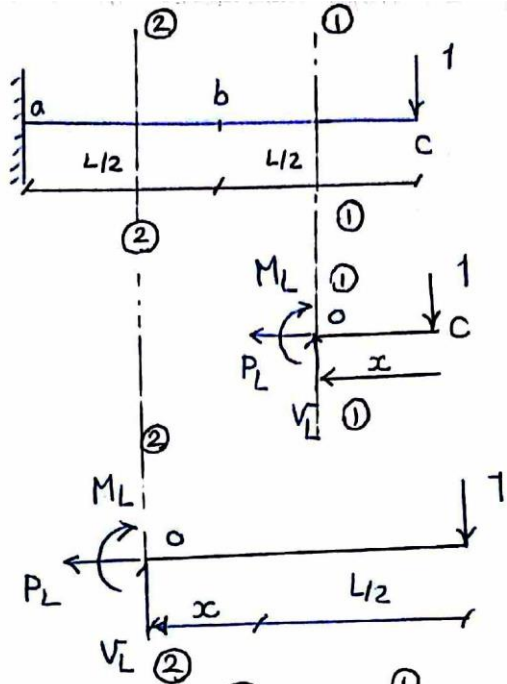 ② ①
1
a b
C
L/2 L/2
②
①
M_L ① 1
o C
P_L x
V_L ①
②
M_L 1
o
P_L L/2
x
V_L ②
①